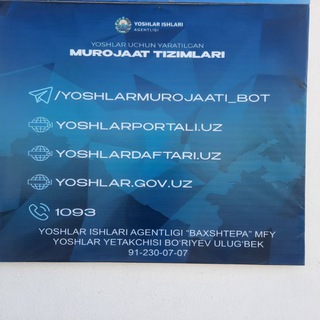 YOSHLAR ISHLARI
AGENTLIGI
YOSHLAR UCHUN YARATILGAN
MUROJAAT TIZIMLARI
/YOSHLARMUROJAATI_BOT
YOSHLARPORTALI.UZ
YOSHLARDAFTARI.UZ
YOSHLAR.GOV.UZ
1093
YOSHLAR ISHLARI AGENTLIGI "BAXSHTEPA" MFY
YOSHLAR YETAKCHISI BO'RIYEV ULUG'BEK
91-230-07-07